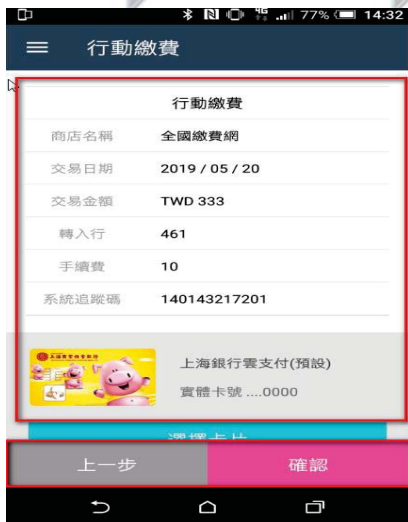 4G 77% 14:32
行動繳費
行動繳費
商店名稱 全國繳費網
交易日期 2019 / 05 / 20
交易金額 TWD 333
轉入行 461
手續費 10
系統追蹤碼 140143217201
上海銀行雲支付(預設)
實體卡號 ....0000
選擇卡片
上一步 確認